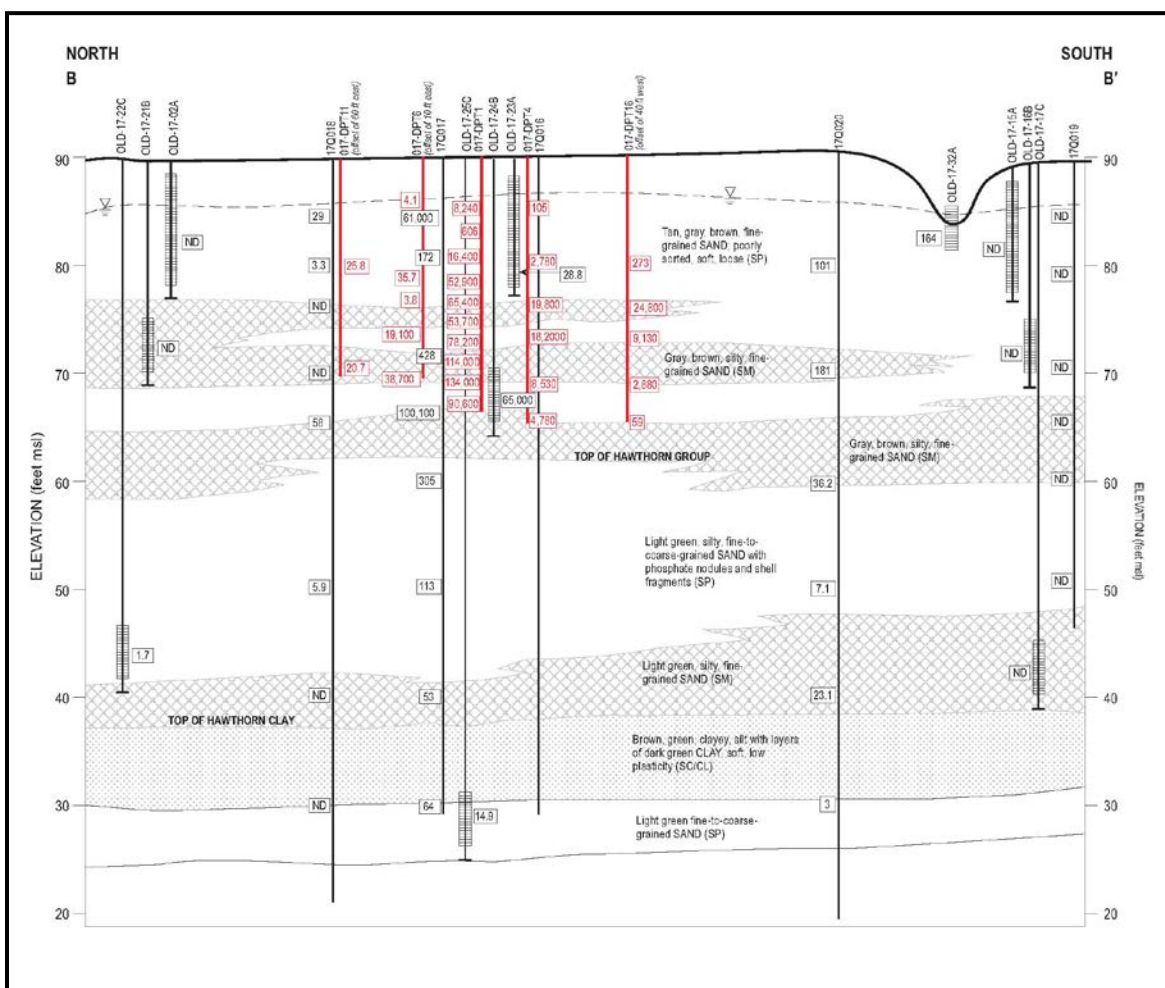 NORTH
B
SOUTH
B'
OLD-17-22C
OLD-17-21B
OLD-17-02A
17Q018
017-DPT11
(offset of 60 ft east)
017-DPT6
(offset of 10 ft east)
17Q017
OLD-17-25C
017-DPT1
OLD-17-24B
OLD-17-23A
017-DPT4
17Q016
017-DPT16
(offset of 40 ft west)
17Q020
OLD-17-32A
OLD-17-15A
OLD-17-16B
OLD-17-17C
17Q019
90
80
70
60
50
40
30
20
ELEVATION (feet msl)
90
80
70
60
50
40
30
20
ELEVATION (feet msl)
ND
ND
1.7
29
3.3
ND
ND
58
5.9
ND
ND
25.8
20.7
4.1
35.7
3.8
19,100
38,700
61,000
172
428
100,100
305
113
53
64
8,240
606
16,400
52,900
65,400
53,700
78,200
114,000
134,000
90,600
14.9
65,000
28.8
105
2,780
19,800
18,2000
8,530
4,780
273
24,800
9,130
2,880
59
101
181
36.2
7.1
23.1
3
164
ND
ND
ND
ND
ND
ND
ND
ND
ND
Tan, gray, brown, fine-
grained SAND; poorly
sorted, soft, loose (SP)
Gray, brown, silty, fine-
grained SAND (SM)
Gray, brown, silty, fine-
grained SAND (SM)
TOP OF HAWTHORN GROUP
Light green, silty, fine-to-
coarse-grained SAND with
phosphate nodules and shell
fragments (SP)
Light green, silty, fine-
grained SAND (SM)
TOP OF HAWTHORN CLAY
Brown, green, clayey, silt with layers
of dark green CLAY, soft, low
plasticity (SC/CL)
Light green fine-to-coarse-
grained SAND (SP)